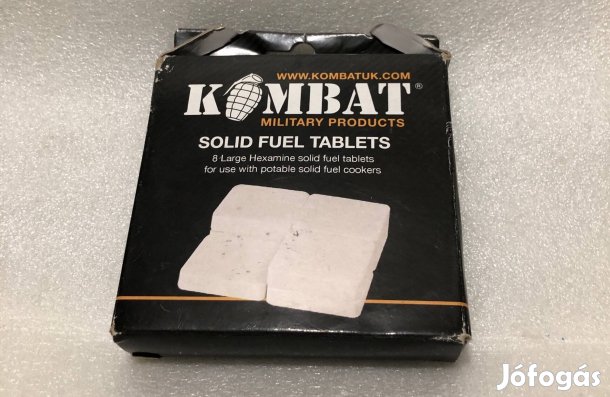 WWW.KOMBATUK.COM
KOMBAT®
MILITARY PRODUCTS
SOLID FUEL TABLETS
8 Large Hexamine solid fuel tablets
for use with potable solid fuel cookers
Jófogás